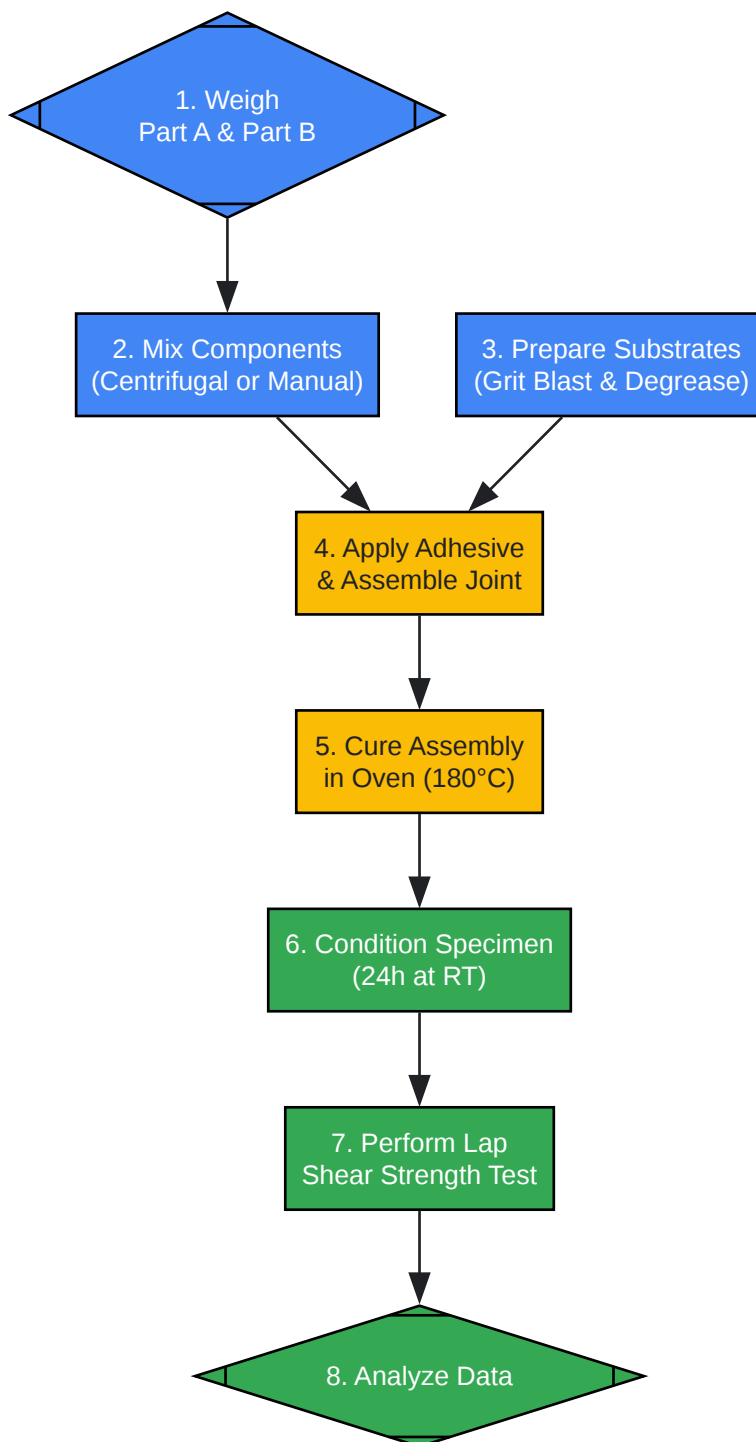 1. Weigh
Part A & Part B
2. Mix Components
(Centrifugal or Manual)
3. Prepare Substrates
(Grit Blast & Degrease)
4. Apply Adhesive
& Assemble Joint
5. Cure Assembly
in Oven (180°C)
6. Condition Specimen
(24h at RT)
7. Perform Lap
Shear Strength Test
8. Analyze Data